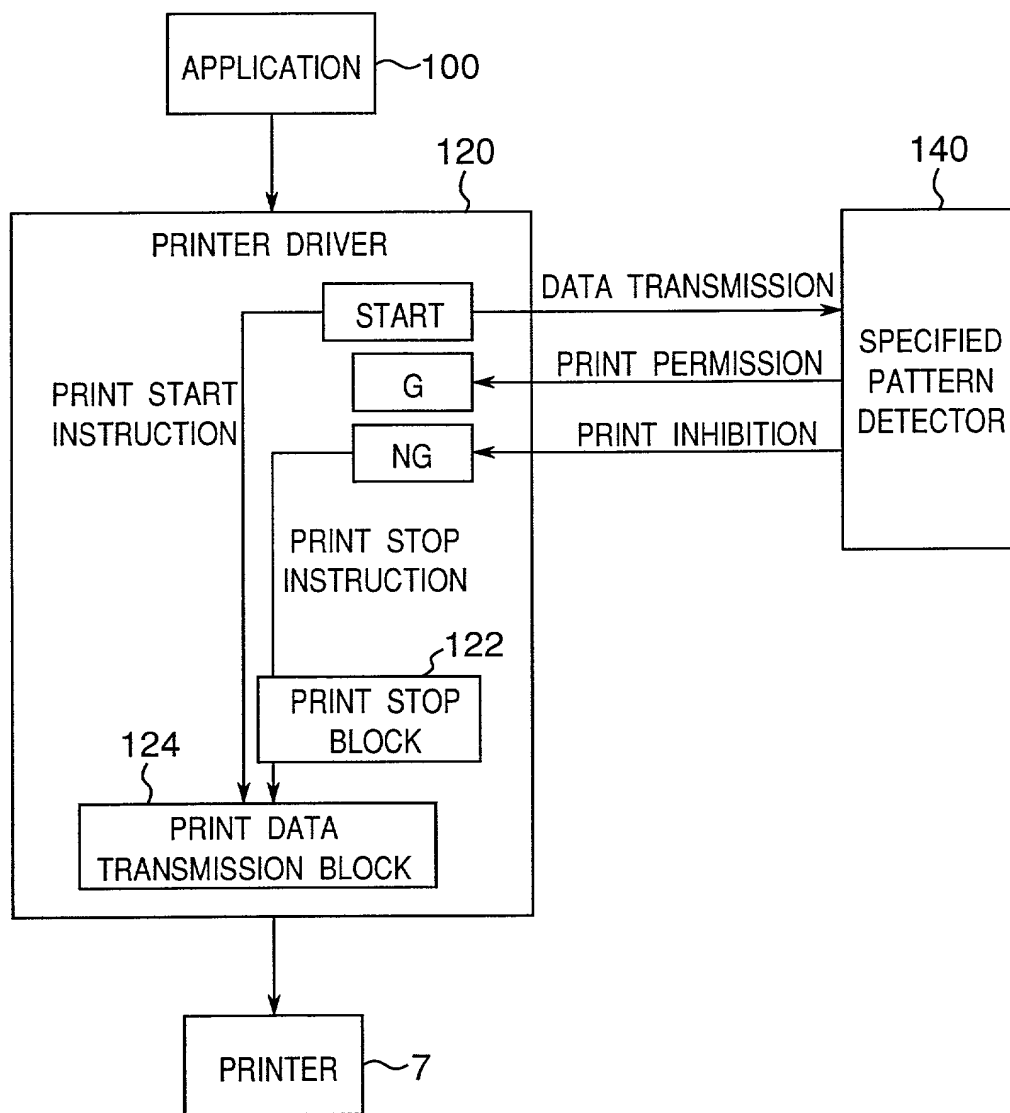 APPLICATION
100
120
140
PRINTER DRIVER
START
DATA TRANSMISSION
G
PRINT PERMISSION
NG
PRINT INHIBITION
SPECIFIED
PATTERN
DETECTOR
PRINT START
INSTRUCTION
PRINT STOP
INSTRUCTION
122
PRINT STOP
BLOCK
124
PRINT DATA
TRANSMISSION BLOCK
PRINTER
7